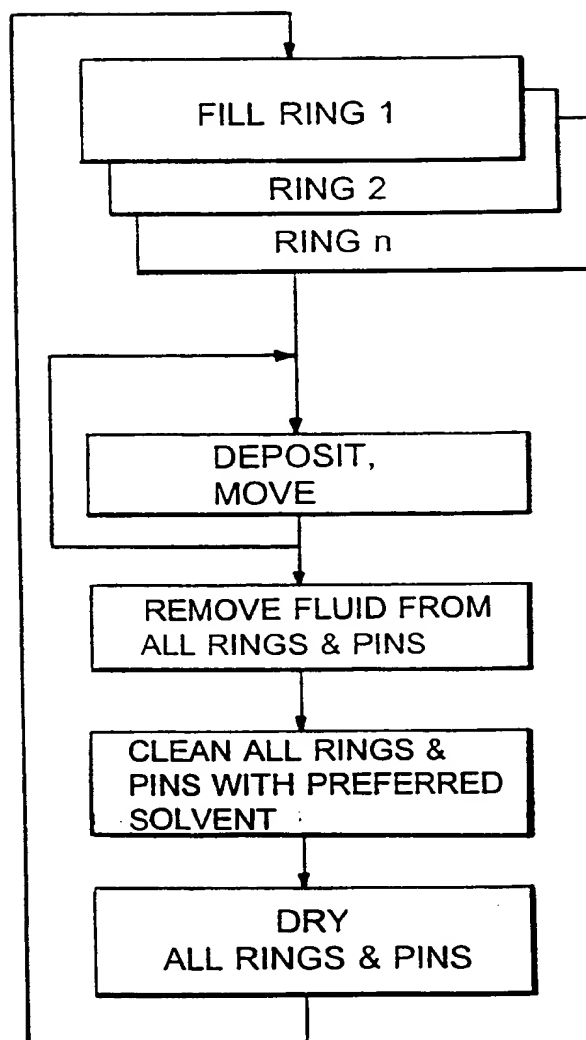 FILL RING 1
RING 2
RING n
DEPOSIT,
MOVE
REMOVE FLUID FROM
ALL RINGS & PINS
CLEAN ALL RINGS &
PINS WITH PREFERRED
SOLVENT
DRY
ALL RINGS & PINS